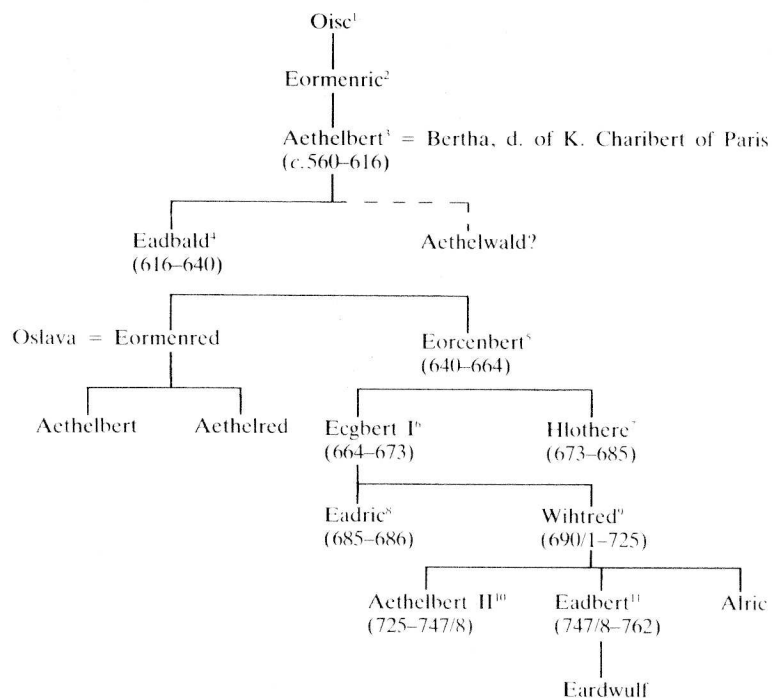 Oisc¹
Eormenric²
Aethelbert³ = Bertha, d. of K. Charibert of Paris
(c.560–616)
Eadbald⁴ Aethelwald?
(616–640)
Oslava = Eormenred Eorcenbert⁵
(640–664)
Aethelbert Aethelred Ecgbert I⁶ Hlothere⁷
(664–673) (673–685)
Eadric⁸ Wihtred⁹
(685–686) (690/1–725)
Aethelbert II¹⁰ Eadbert¹¹ Alric
(725–747/8) (747/8–762)
Eardwulf